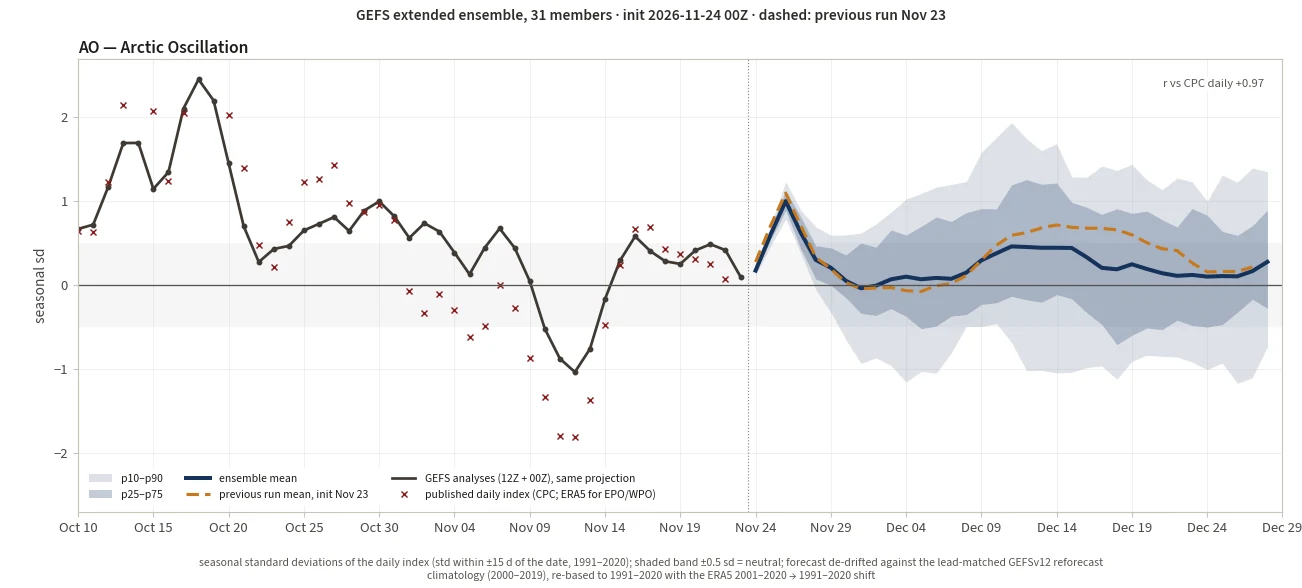 GEFS extended ensemble, 31 members · init 2026-11-24 00Z · dashed: previous run Nov 23
AO — Arctic Oscillation
r vs CPC daily +0.97
seasonal sd
2
1
0
−1
−2
p10–p90
p25–p75
ensemble mean
previous run mean, init Nov 23
GEFS analyses (12Z + 00Z), same projection
published daily index (CPC; ERA5 for EPO/WPO)
Oct 10 Oct 15 Oct 20 Oct 25 Oct 30 Nov 04 Nov 09 Nov 14 Nov 19 Nov 24 Nov 29 Dec 04 Dec 09 Dec 14 Dec 19 Dec 24 Dec 29
seasonal standard deviations of the daily index (std within ±15 d of the date, 1991–2020); shaded band ±0.5 sd = neutral; forecast de-drifted against the lead-matched GEFSv12 reforecast
climatology (2000–2019), re-based to 1991–2020 with the ERA5 2001–2020 → 1991–2020 shift